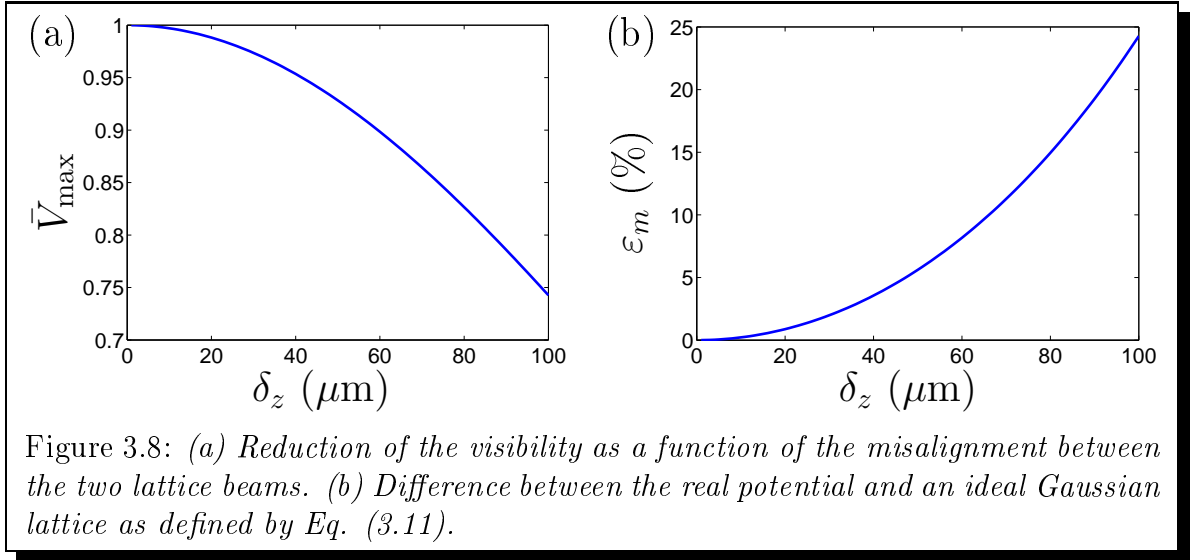 (a)
1
0.95
0.9
0.85
0.8
0.75
0.7
V̄max
0 20 40 60 80 100
δz (μm)
(b)
25
20
15
10
5
0
εm (%)
0 20 40 60 80 100
δz (μm)
Figure 3.8: (a) Reduction of the visibility as a function of the misalignment between
the two lattice beams. (b) Difference between the real potential and an ideal Gaussian
lattice as defined by Eq. (3.11).